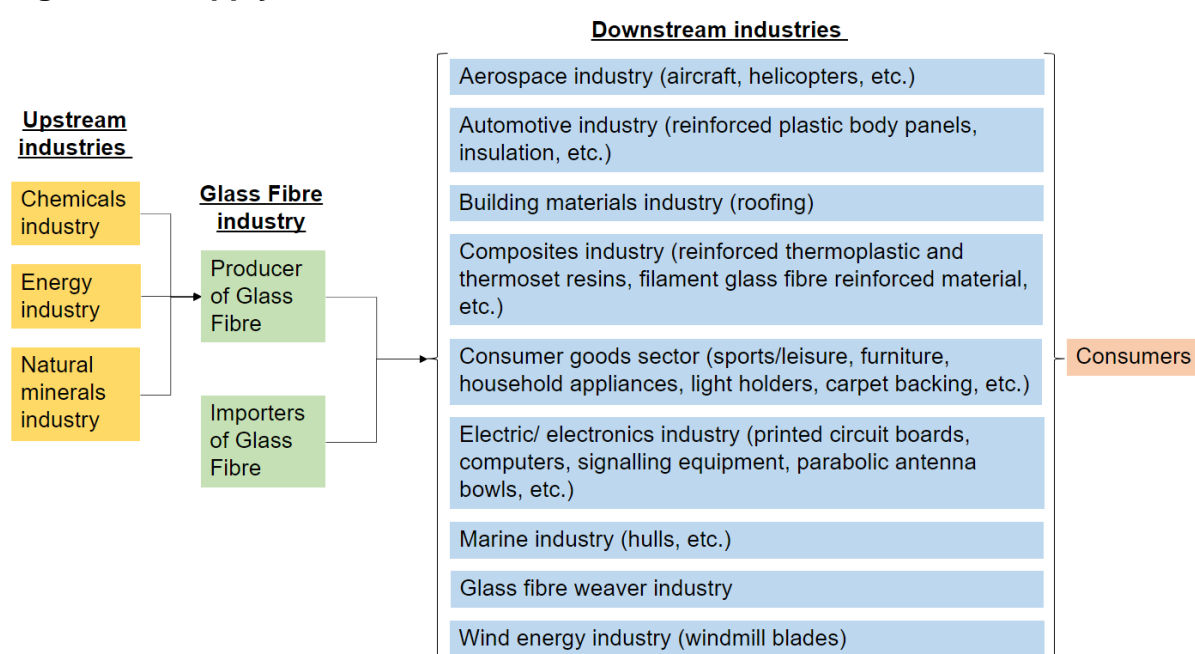 Downstream industries
Upstream
industries
Chemicals
industry
Energy
industry
Natural
minerals
industry
Glass Fibre
industry
Producer
of Glass
Fibre
Importers
of Glass
Fibre
Aerospace industry (aircraft, helicopters, etc.)
Automotive industry (reinforced plastic body panels,
insulation, etc.)
Building materials industry (roofing)
Composites industry (reinforced thermoplastic and
thermoset resins, filament glass fibre reinforced material,
etc.)
Consumer goods sector (sports/leisure, furniture,
household appliances, light holders, carpet backing, etc.)
Electric/ electronics industry (printed circuit boards,
computers, signalling equipment, parabolic antenna
bowls, etc.)
Marine industry (hulls, etc.)
Glass fibre weaver industry
Wind energy industry (windmill blades)
Consumers